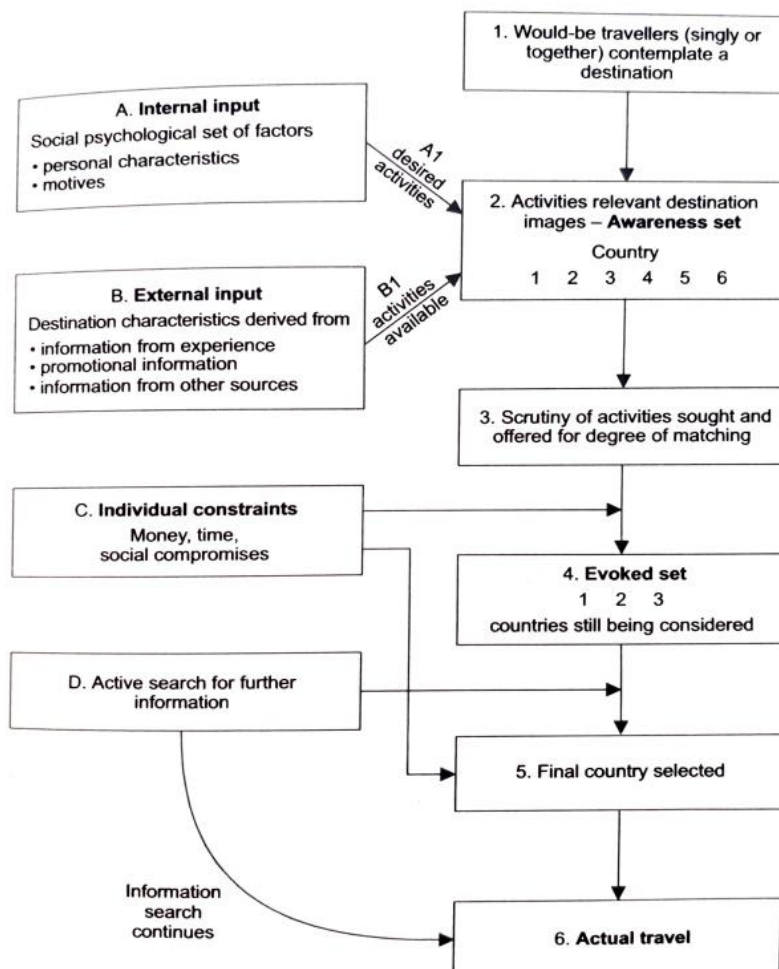 1. Would-be travellers (singly or
together) contemplate a
destination
A. Internal input
Social psychological set of factors
• personal characteristics
• motives
A1
desired
activities
2. Activities relevant destination
images – Awareness set
Country
1 2 3 4 5 6
B. External input
Destination characteristics derived from
• information from experience
• promotional information
• information from other sources
B1
activities
available
3. Scrutiny of activities sought and
offered for degree of matching
C. Individual constraints
Money, time,
social compromises
4. Evoked set
1 2 3
countries still being considered
D. Active search for further
information
5. Final country selected
Information
search
continues
6. Actual travel